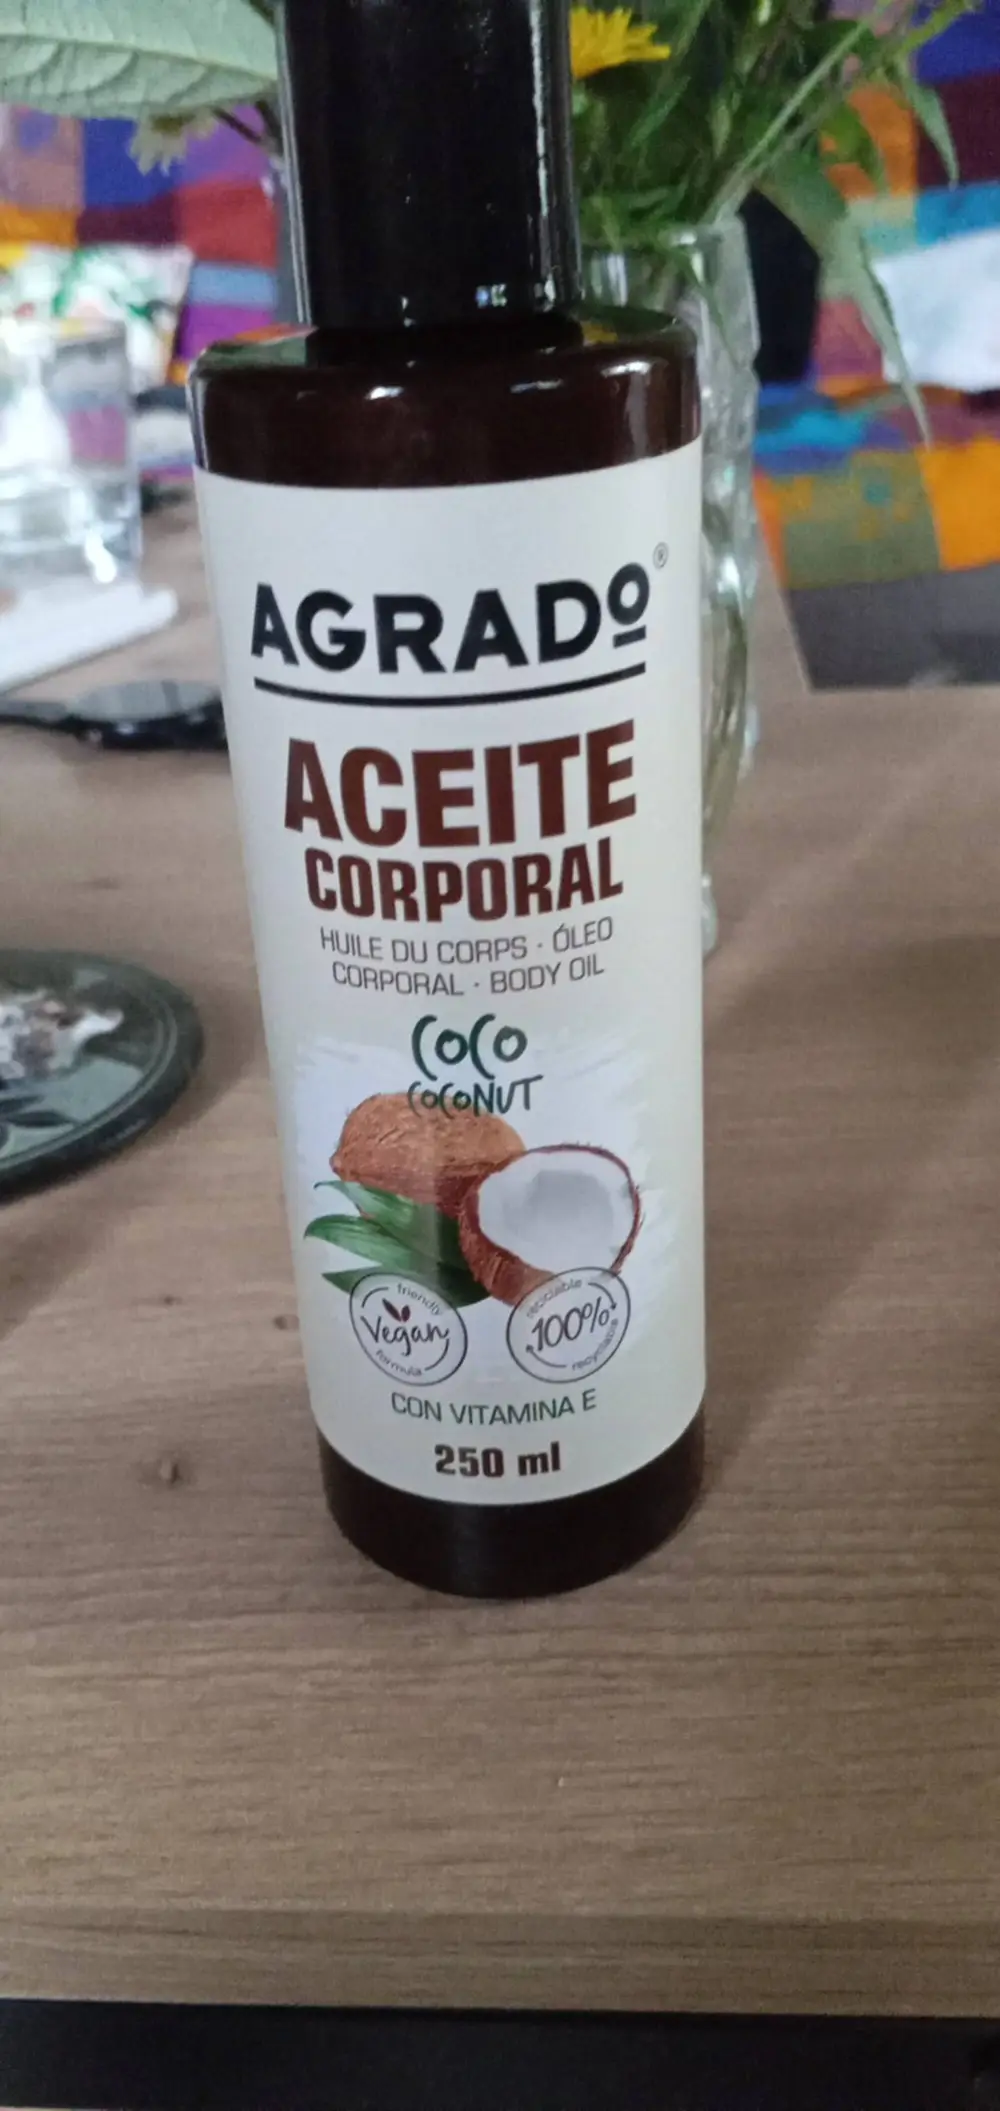 AGRADO®
ACEITE
CORPORAL
HUILE DU CORPS · ÓLEO
CORPORAL · BODY OIL
COCO
COCONUT
friendly
Vegan
formula
reciclable
100%
recyclable
CON VITAMINA E
250 ml